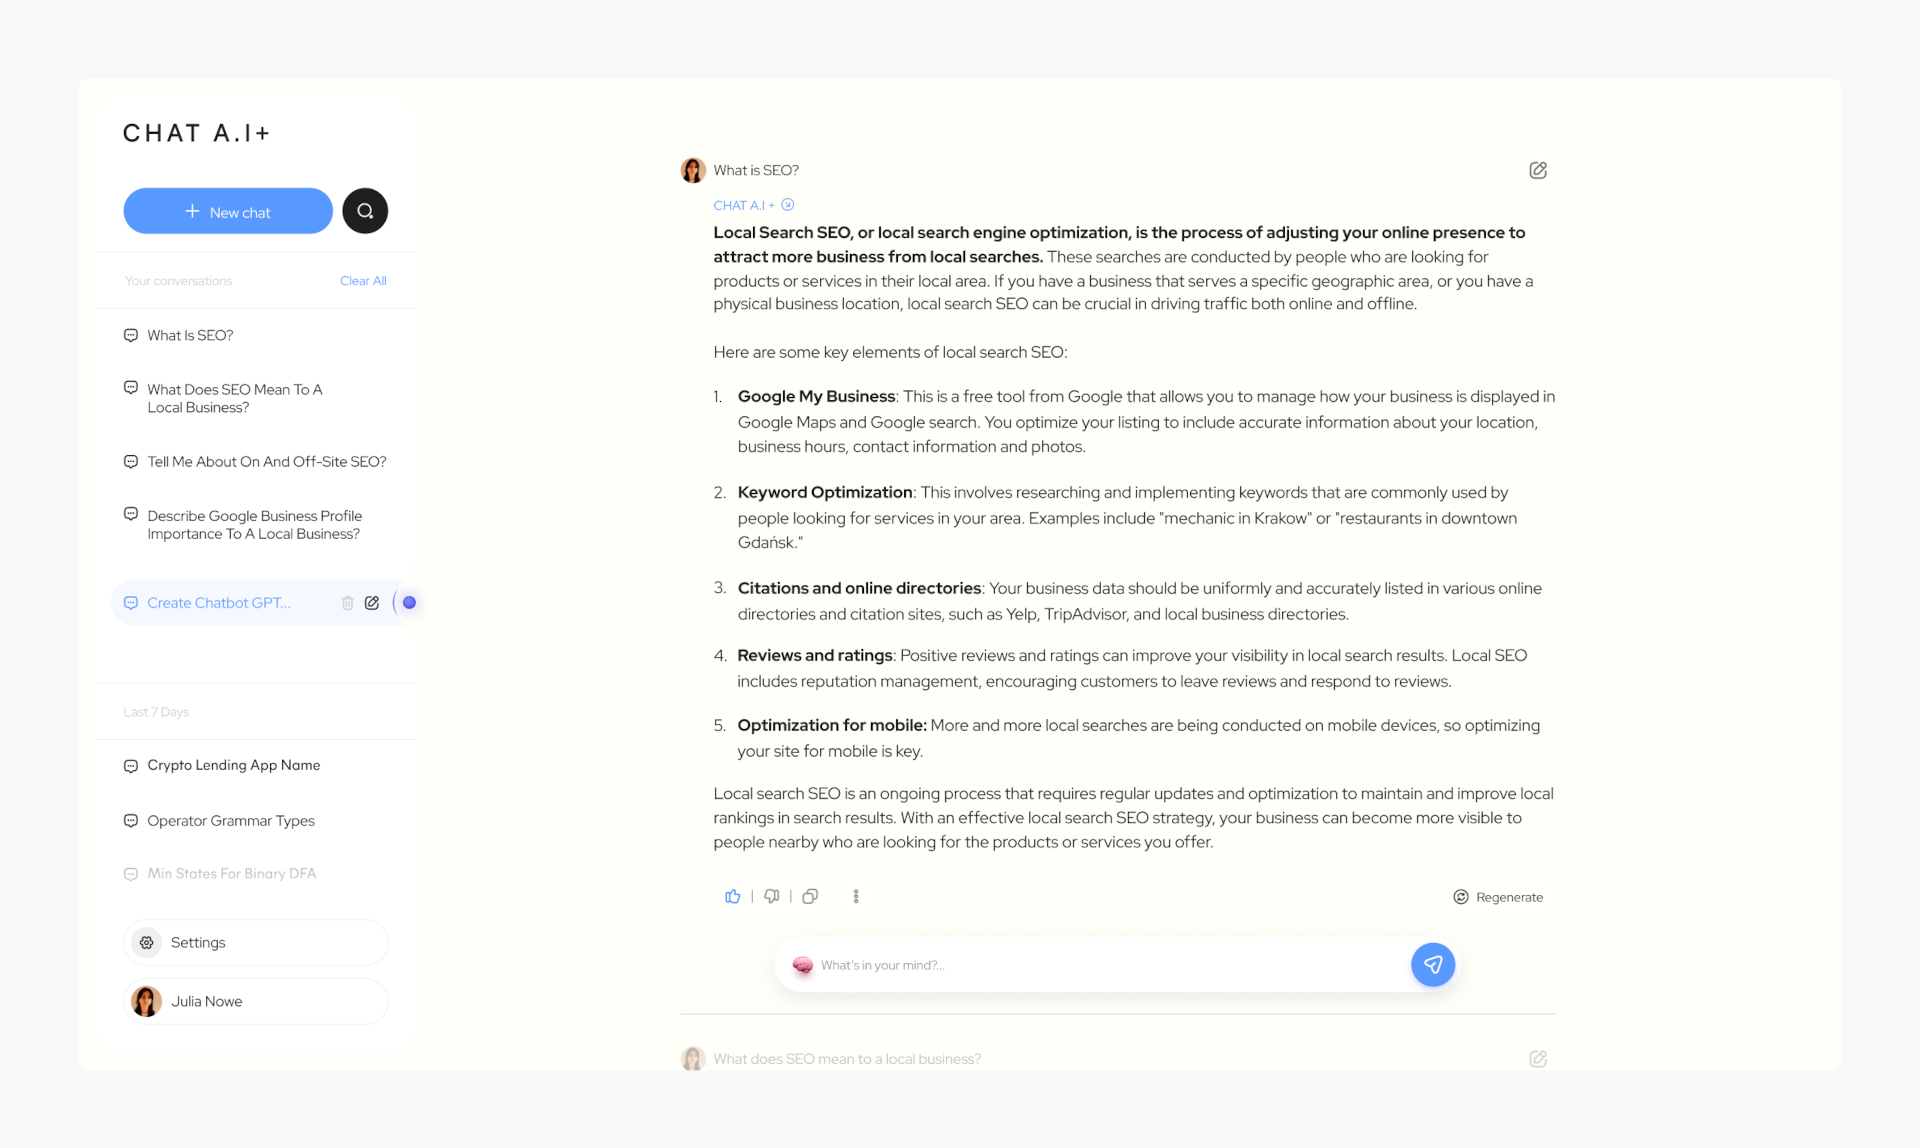 CHAT A.I+
New chat
Your conversations
Clear All
What Is SEO?
What Does SEO Mean To A
Local Business?
Tell Me About On And Off-Site SEO?
Describe Google Business Profile
Importance To A Local Business?
Create Chatbot GPT...
Last 7 Days
Crypto Lending App Name
Operator Grammar Types
Min States For Binary DFA
Settings
Julia Nowe
What is SEO?
CHAT A.I +
Local Search SEO, or local search engine optimization, is the process of adjusting your online presence to
attract more business from local searches. These searches are conducted by people who are looking for
products or services in their local area. If you have a business that serves a specific geographic area, or you have a
physical business location, local search SEO can be crucial in driving traffic both online and offline.
Here are some key elements of local search SEO:
1. Google My Business: This is a free tool from Google that allows you to manage how your business is displayed in
Google Maps and Google search. You optimize your listing to include accurate information about your location,
business hours, contact information and photos.
2. Keyword Optimization: This involves researching and implementing keywords that are commonly used by
people looking for services in your area. Examples include "mechanic in Krakow" or "restaurants in downtown
Gdańsk."
3. Citations and online directories: Your business data should be uniformly and accurately listed in various online
directories and citation sites, such as Yelp, TripAdvisor, and local business directories.
4. Reviews and ratings: Positive reviews and ratings can improve your visibility in local search results. Local SEO
includes reputation management, encouraging customers to leave reviews and respond to reviews.
5. Optimization for mobile: More and more local searches are being conducted on mobile devices, so optimizing
your site for mobile is key.
Local search SEO is an ongoing process that requires regular updates and optimization to maintain and improve local
rankings in search results. With an effective local search SEO strategy, your business can become more visible to
people nearby who are looking for the products or services you offer.
Regenerate
What's in your mind?...
What does SEO mean to a local business?